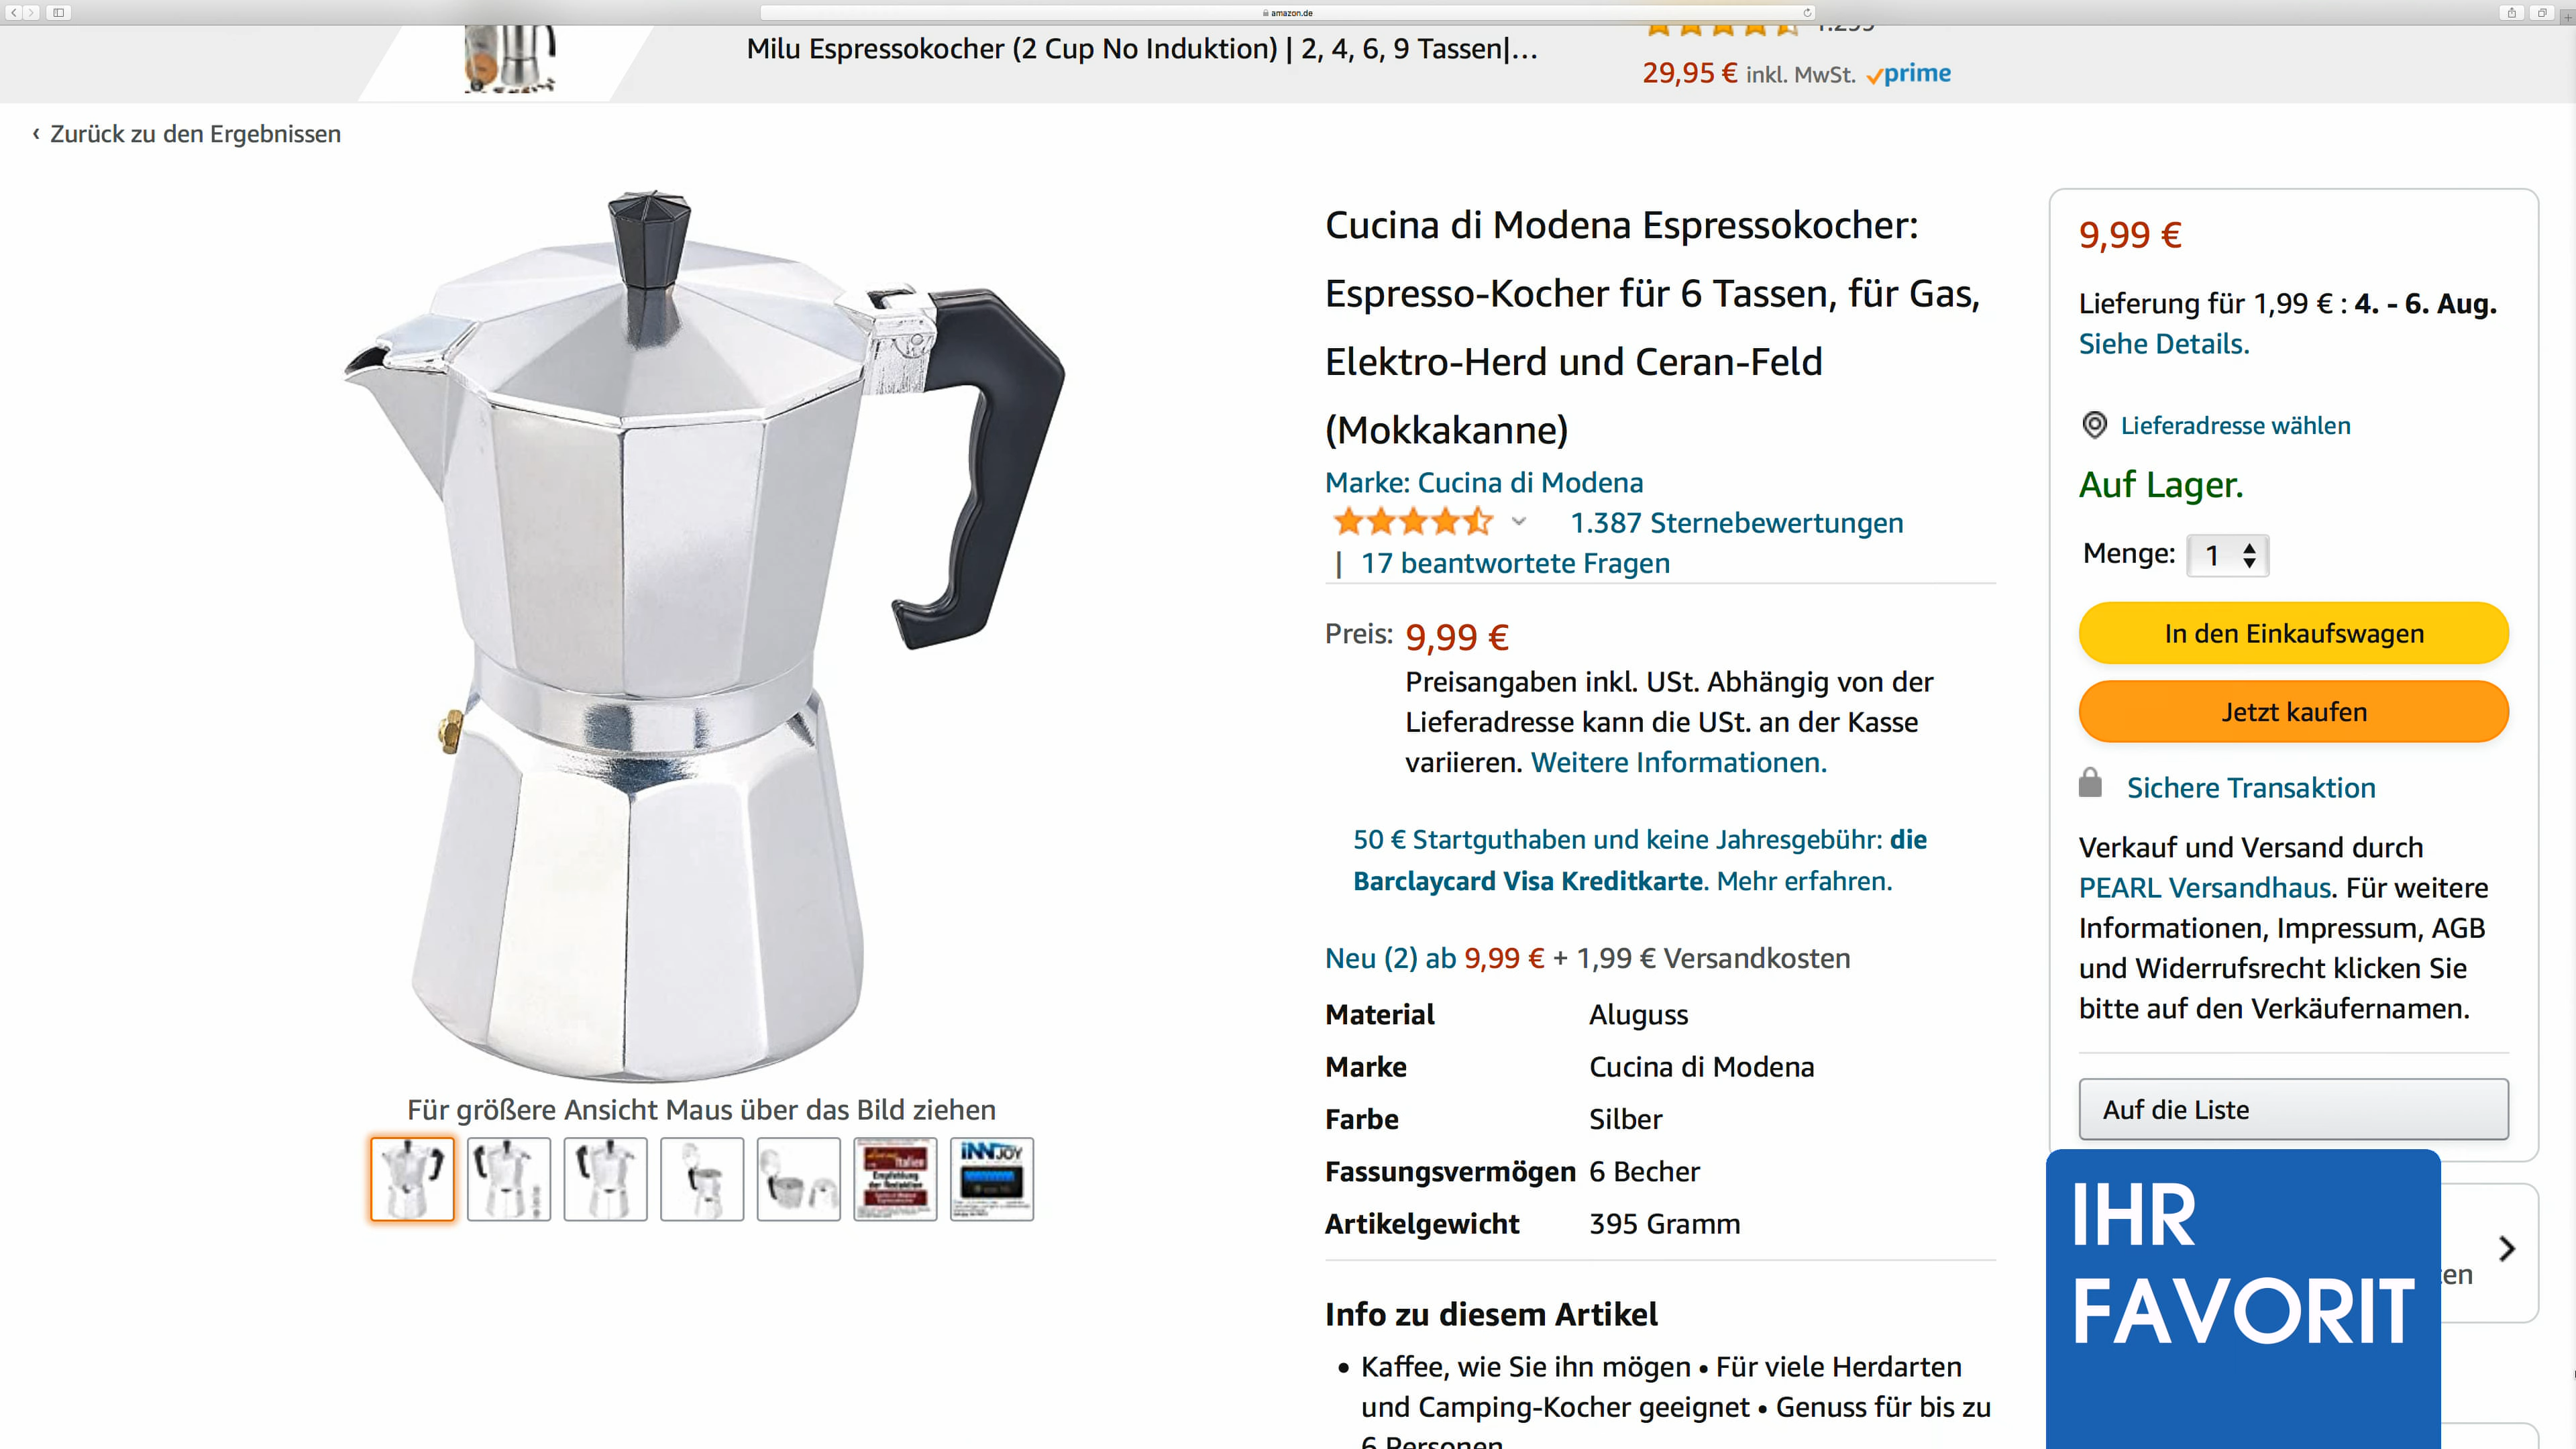 amazon.de
Milu Espressokocher (2 Cup No Induktion) | 2, 4, 6, 9 Tassen|…
29,95 € inkl. MwSt. prime
‹ Zurück zu den Ergebnissen
Cucina di Modena Espressokocher:
Espresso-Kocher für 6 Tassen, für Gas,
Elektro-Herd und Ceran-Feld
(Mokkakanne)
Marke: Cucina di Modena
1.387 Sternebewertungen
| 17 beantwortete Fragen
Preis: 9,99 €
Preisangaben inkl. USt. Abhängig von der
Lieferadresse kann die USt. an der Kasse
variieren. Weitere Informationen.
50 € Startguthaben und keine Jahresgebühr: die
Barclaycard Visa Kreditkarte. Mehr erfahren.
Neu (2) ab 9,99 € + 1,99 € Versandkosten
Material Aluguss
Marke Cucina di Modena
Farbe Silber
Fassungsvermögen 6 Becher
Artikelgewicht 395 Gramm
Info zu diesem Artikel
• Kaffee, wie Sie ihn mögen • Für viele Herdarten
und Camping-Kocher geeignet • Genuss für bis zu
6 Personen
Für größere Ansicht Maus über das Bild ziehen
Italien
Empfehlung
der Redaktion
INNJOY
9,99 €
Lieferung für 1,99 € : 4. - 6. Aug.
Siehe Details.
Lieferadresse wählen
Auf Lager.
Menge: 1
In den Einkaufswagen
Jetzt kaufen
Sichere Transaktion
Verkauf und Versand durch
PEARL Versandhaus. Für weitere
Informationen, Impressum, AGB
und Widerrufsrecht klicken Sie
bitte auf den Verkäufernamen.
Auf die Liste
IHR
FAVORIT